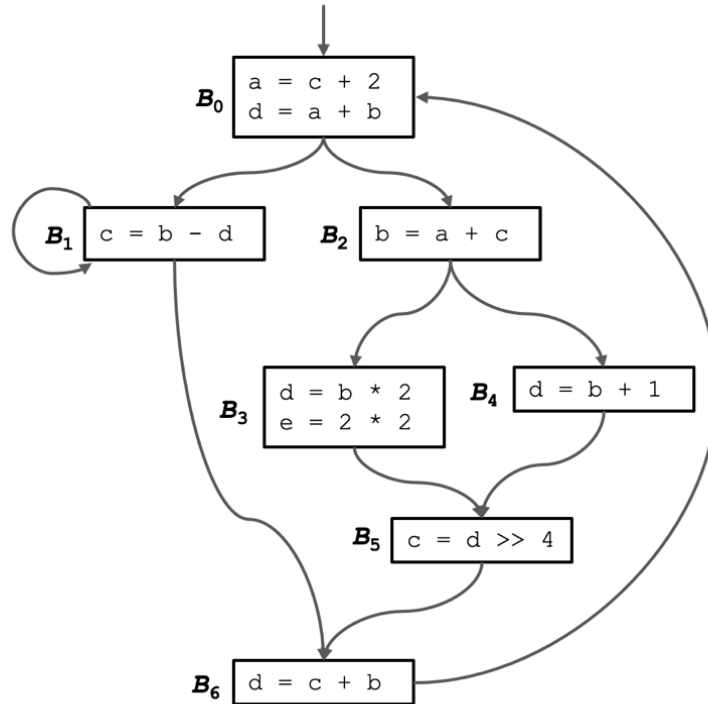 B0
a = c + 2
d = a + b
B1
c = b - d
B2
b = a + c
B3
d = b * 2
e = 2 * 2
B4
d = b + 1
B5
c = d >> 4
B6
d = c + b